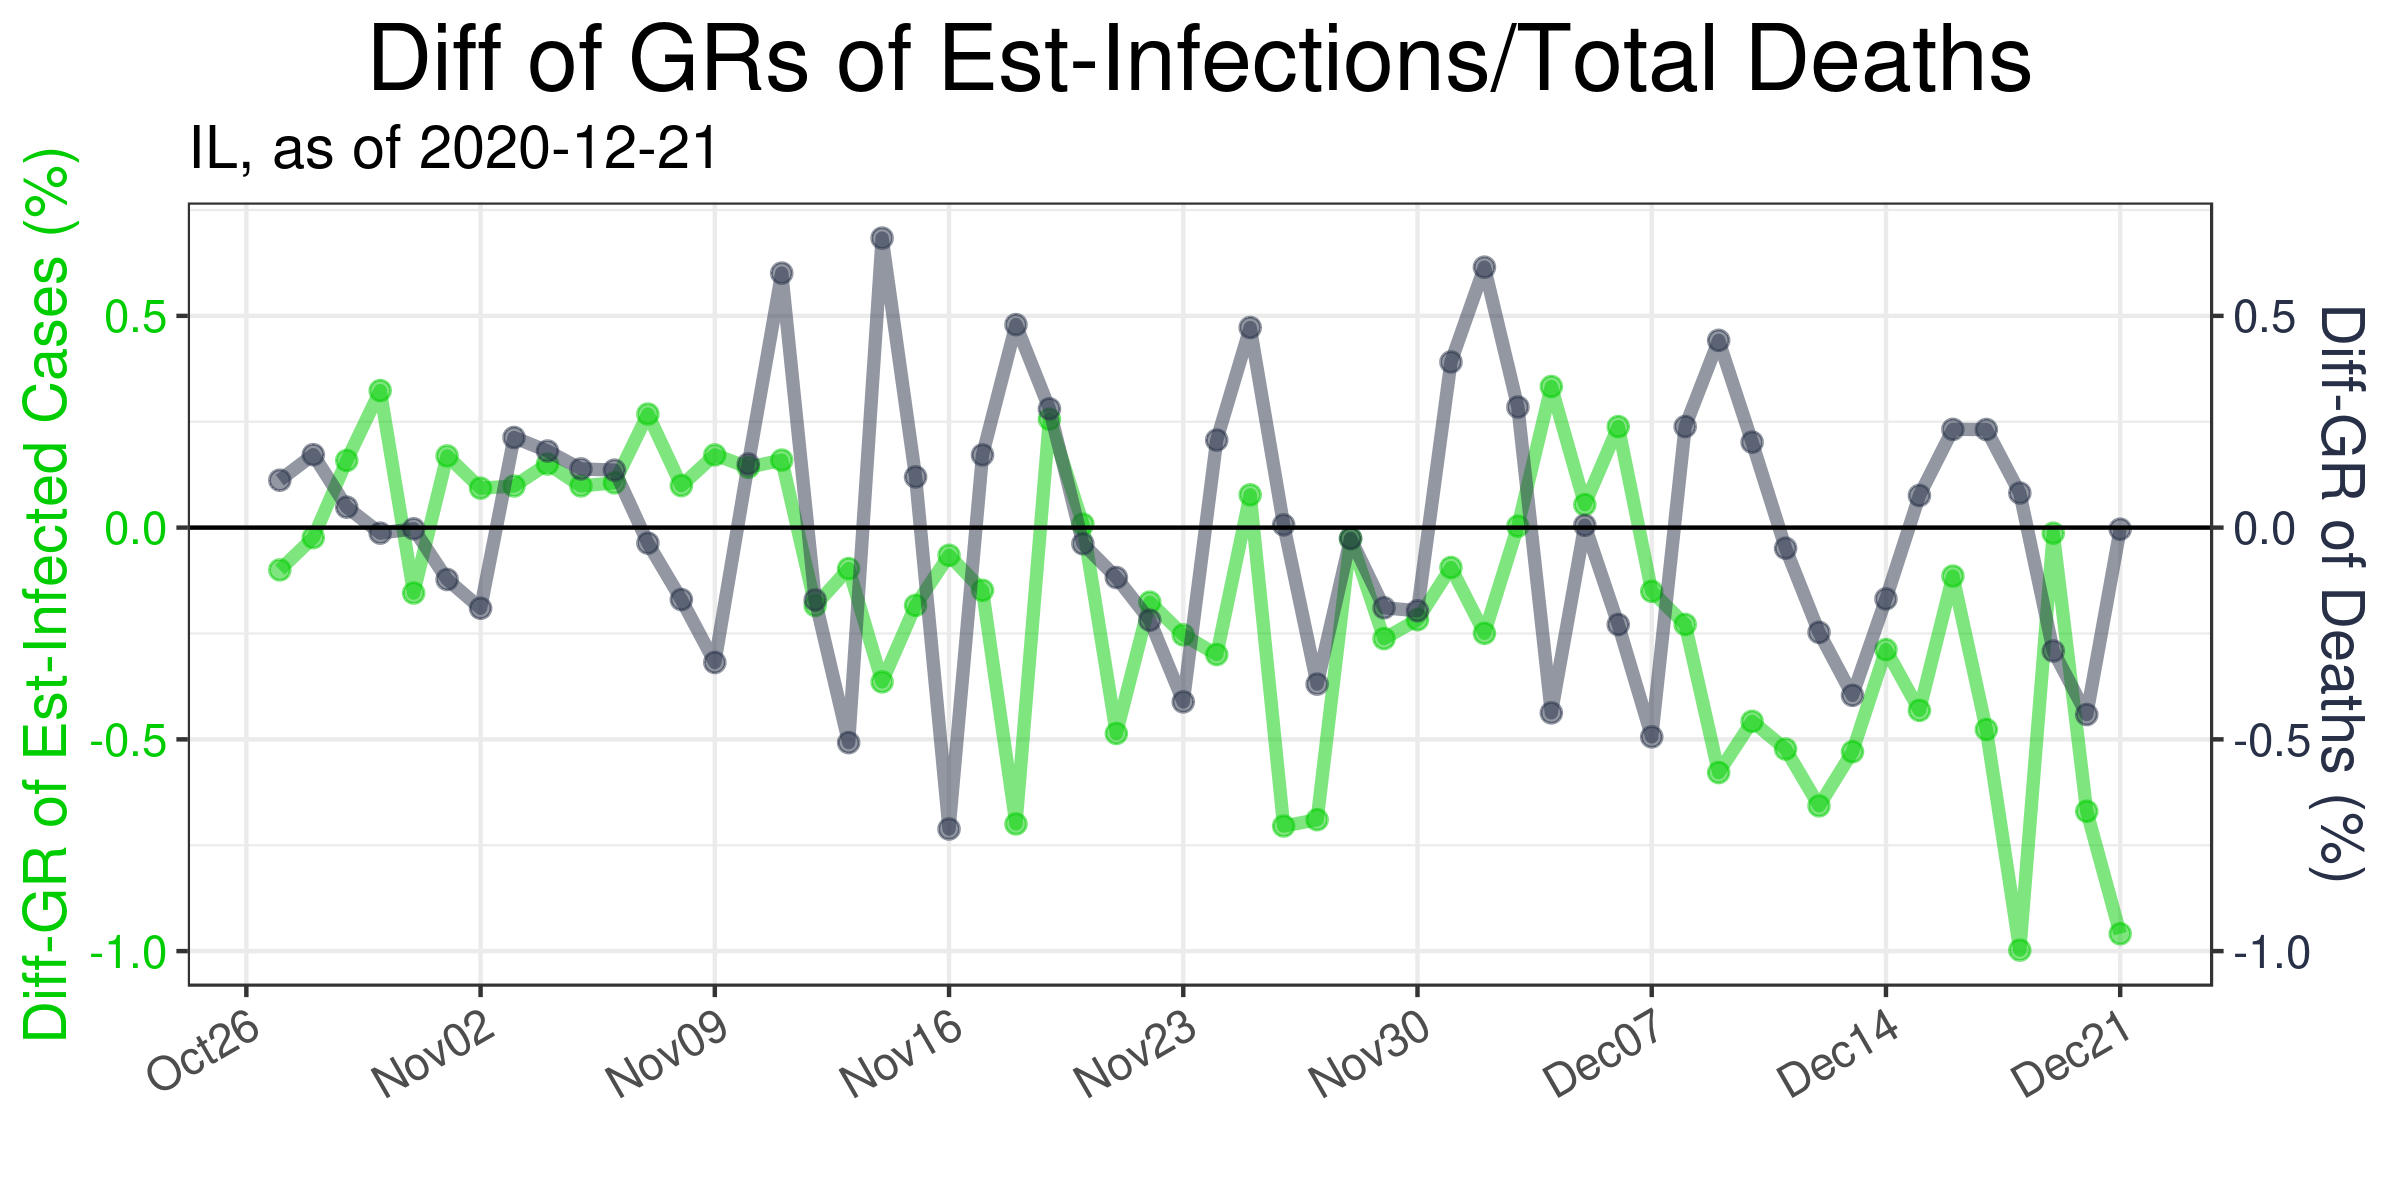 Diff of GRs of Est-Infections/Total Deaths
IL, as of 2020-12-21
Diff-GR of Est-Infected Cases (%)
0.5
0.0
-0.5
-1.0
0.5
0.0
-0.5
-1.0
Diff-GR of Deaths (%)
Oct26
Nov02
Nov09
Nov16
Nov23
Nov30
Dec07
Dec14
Dec21